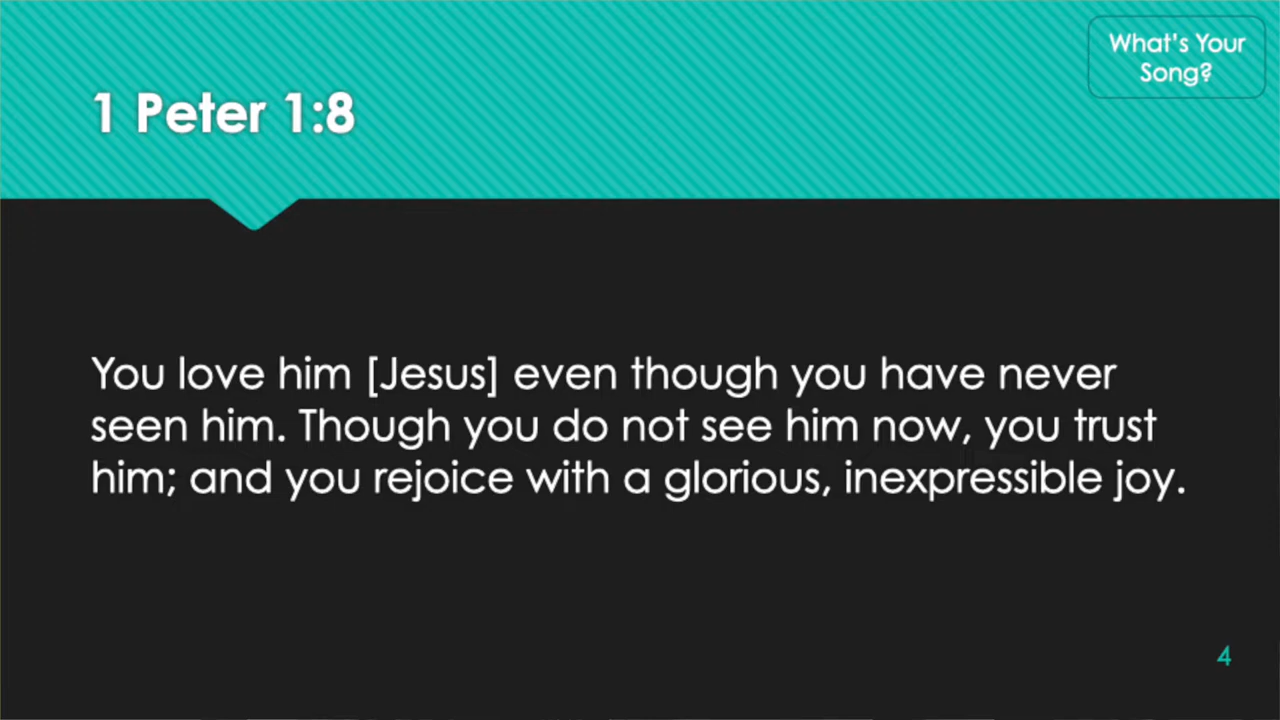 What's Your
Song?
1 Peter 1:8
You love him [Jesus] even though you have never
seen him. Though you do not see him now, you trust
him; and you rejoice with a glorious, inexpressible joy.
4